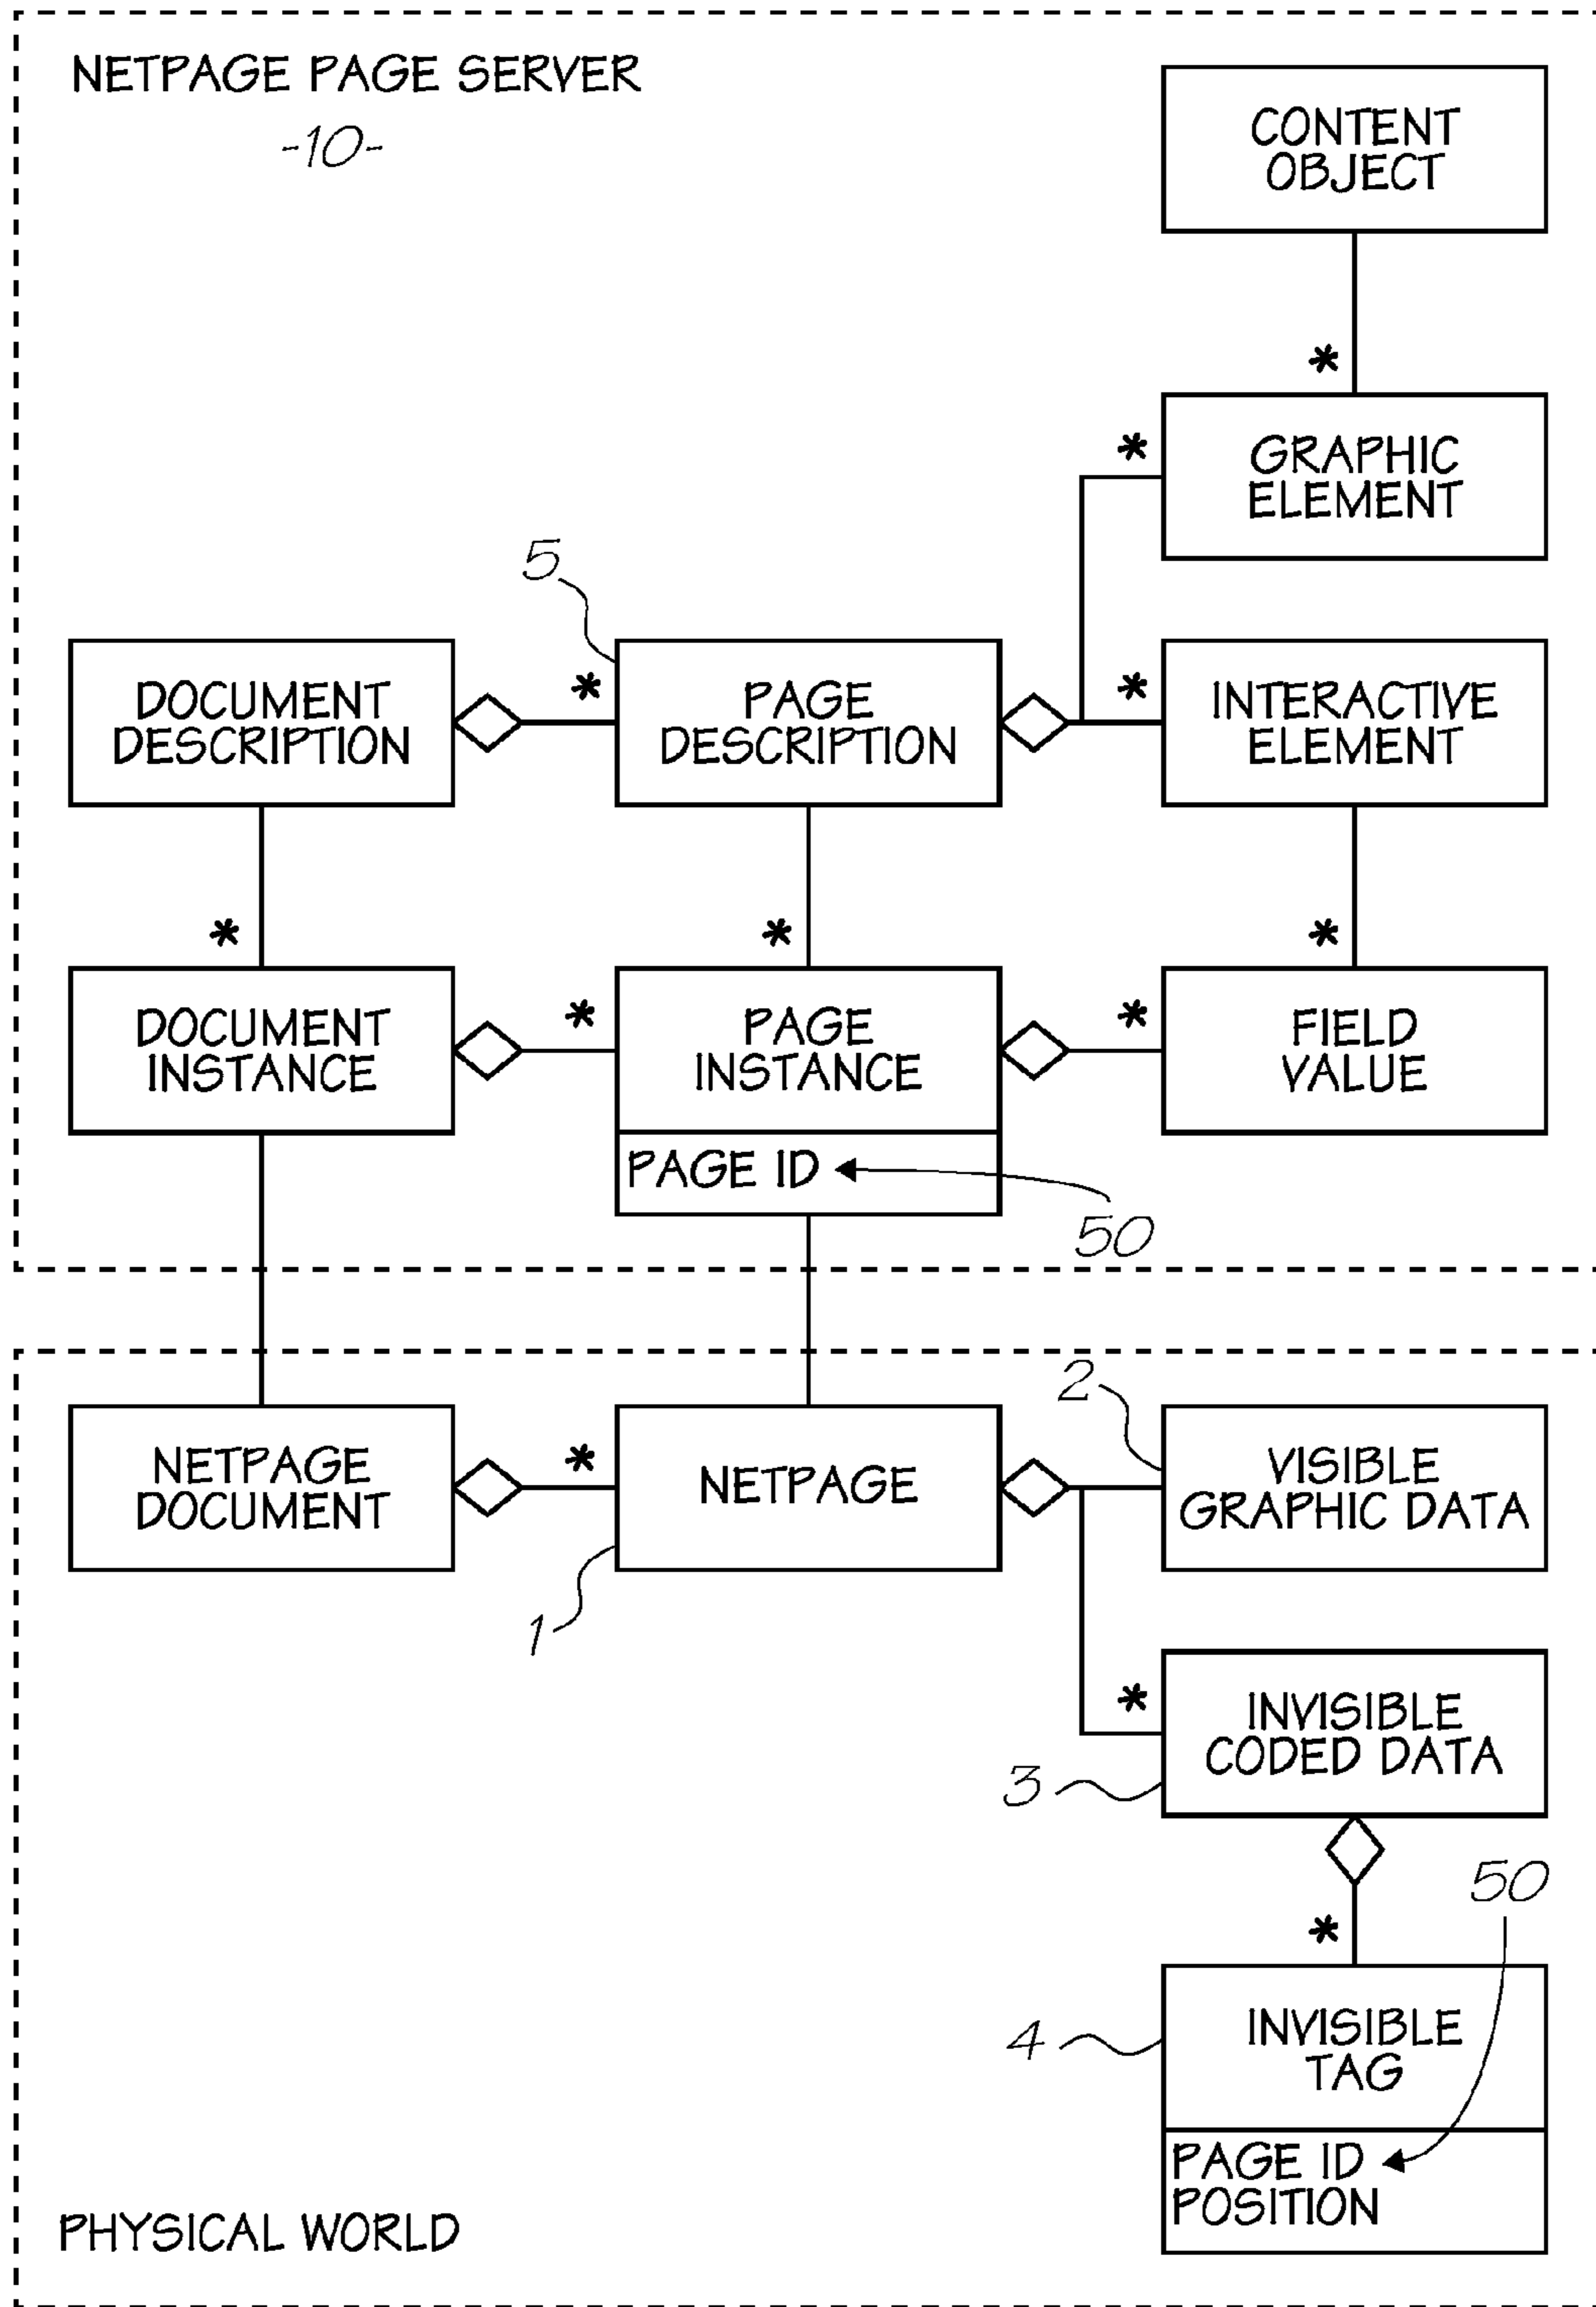 NETPAGE PAGE SERVER
-10-
CONTENT
OBJECT
*
*
GRAPHIC
ELEMENT
5
DOCUMENT
DESCRIPTION
*
PAGE
DESCRIPTION
*
INTERACTIVE
ELEMENT
*
*
*
DOCUMENT
INSTANCE
*
PAGE
INSTANCE
*
FIELD
VALUE
PAGE ID
50
2
NETPAGE
DOCUMENT
*
NETPAGE
VISIBLE
GRAPHIC DATA
1
*
INVISIBLE
CODED DATA
3
50
*
4
INVISIBLE
TAG
PAGE ID
POSITION
PHYSICAL WORLD